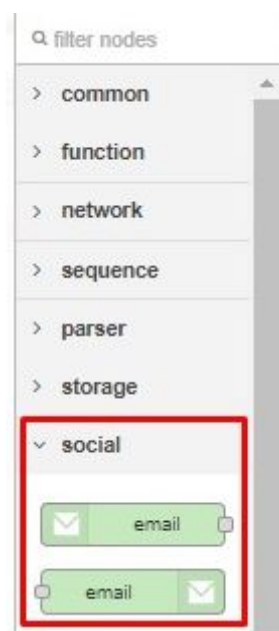 filter nodes
common
function
network
sequence
parser
storage
social
email
email